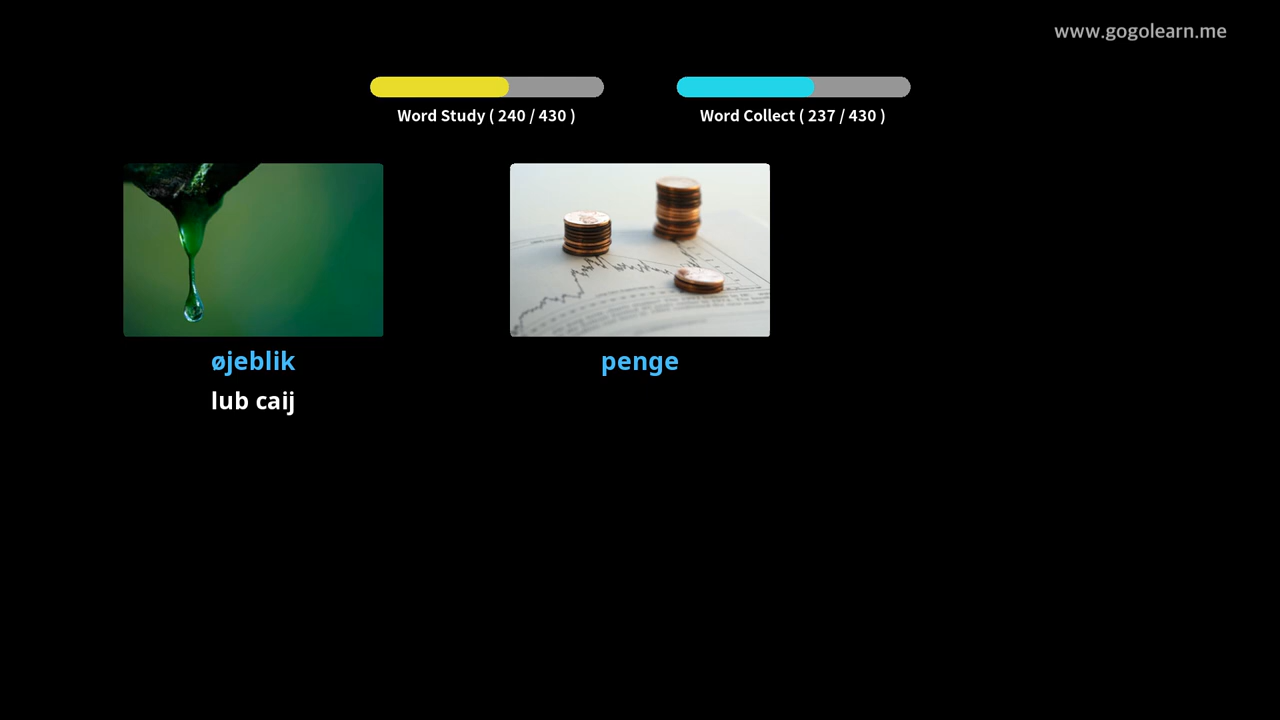 www.gogolearn.me
Word Study ( 240 / 430 )
Word Collect ( 237 / 430 )
øjeblik
penge
lub caij